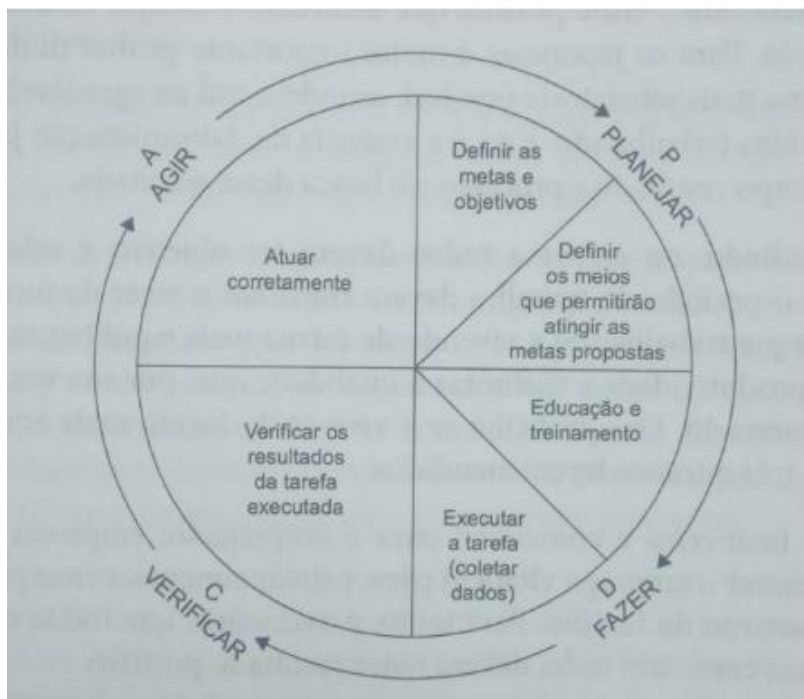 P
PLANEJAR
Definir as
metas e
objetivos
Definir
os meios
que permitirão
atingir as
metas propostas
D
FAZER
Educação e
treinamento
Executar
a tarefa
(coletar
dados)
C
VERIFICAR
Verificar os
resultados
da tarefa
executada
A
AGIR
Atuar
corretamente